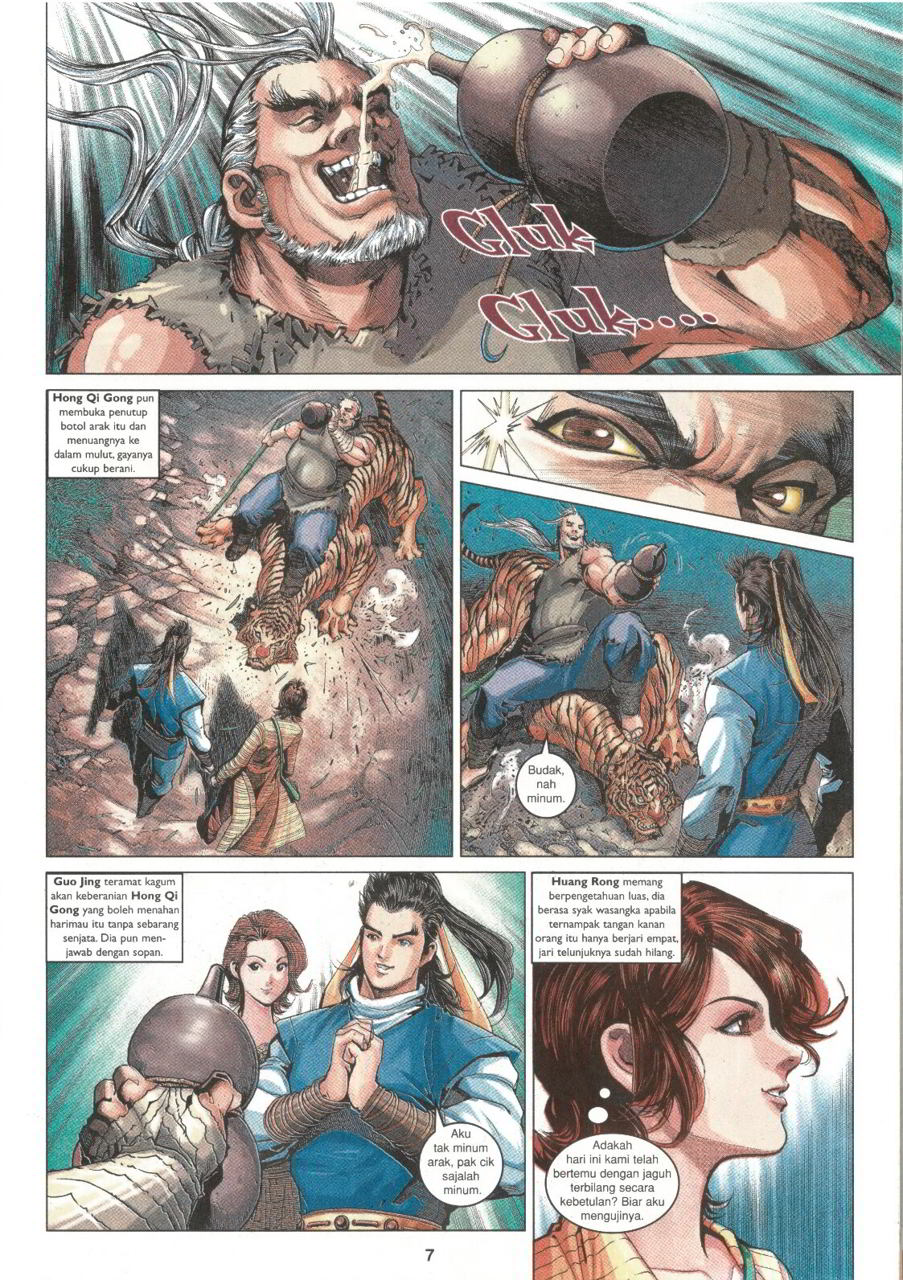 Gluk
Gluk....
Hong Qi Gong pun
membuka penutup
botol arak itu dan
menuangnya ke
dalam mulut, gayanya
cukup berani.
Budak,
nah
minum.
Guo Jing teramat kagum
akan keberanian Hong Qi
Gong yang boleh menahan
harimau itu tanpa sebarang
senjata. Dia pun men-
jawab dengan sopan.
Aku
tak minum
arak, pak cik
sajalah
minum.
Huang Rong memang
berpengetahuan luas, dia
berasa syak wasangka apabila
ternampak tangan kanan
orang itu hanya berjari empat,
jari telunjuknya sudah hilang.
Adakah
hari ini kami telah
bertemu dengan jaguh
terbilang secara
kebetulan? Biar aku
mengujinya.
7